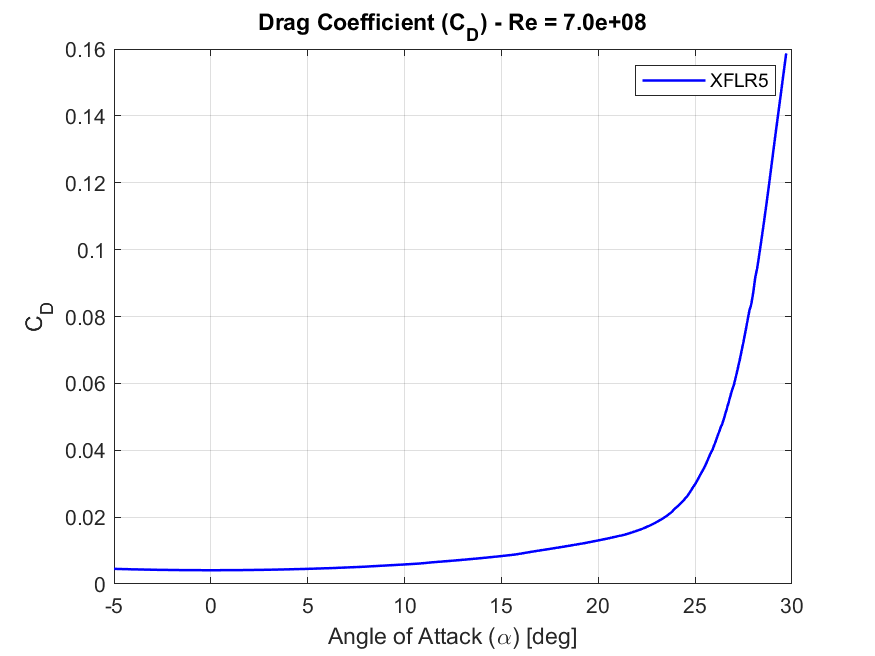 Drag Coefficient (C_D) - Re = 7.0e+08
XFLR5
0.16
0.14
0.12
0.1
0.08
0.06
0.04
0.02
0
C_D
-5 0 5 10 15 20 25 30
Angle of Attack (α) [deg]